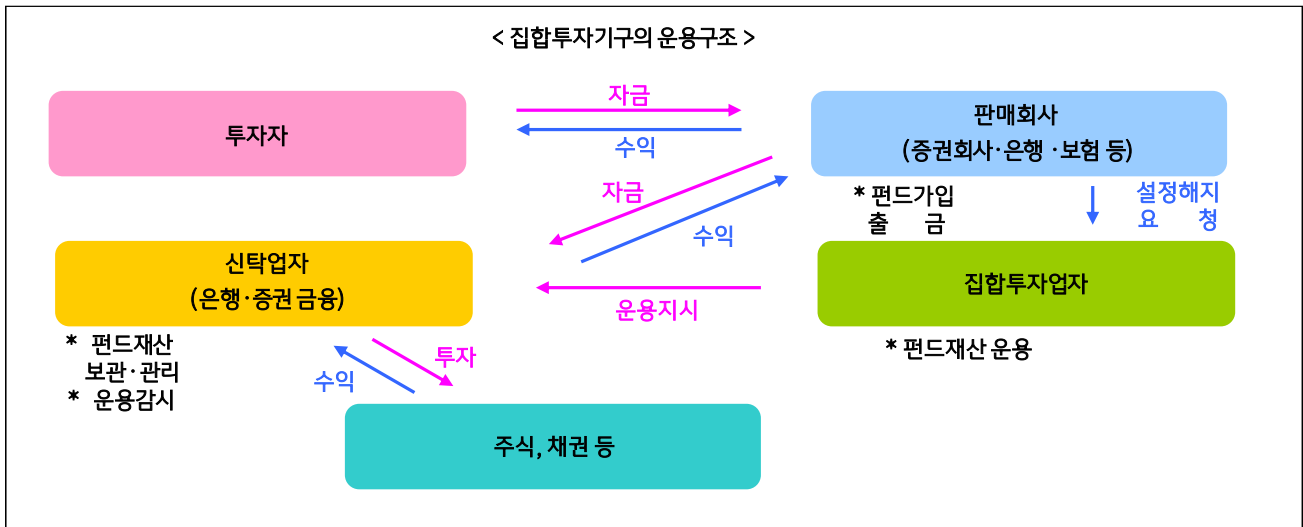 < 집합투자기구의 운용구조 >
자금
투자자
수익
판매회사
(증권회사·은행 ·보험 등)
자금
* 펀드가입
출 금
설정해지
요 청
수익
신탁업자
(은행·증권 금융)
운용지시
집합투자업자
* 펀드재산
보관·관리
* 운용감시
* 펀드재산 운용
투자
수익
주식, 채권 등